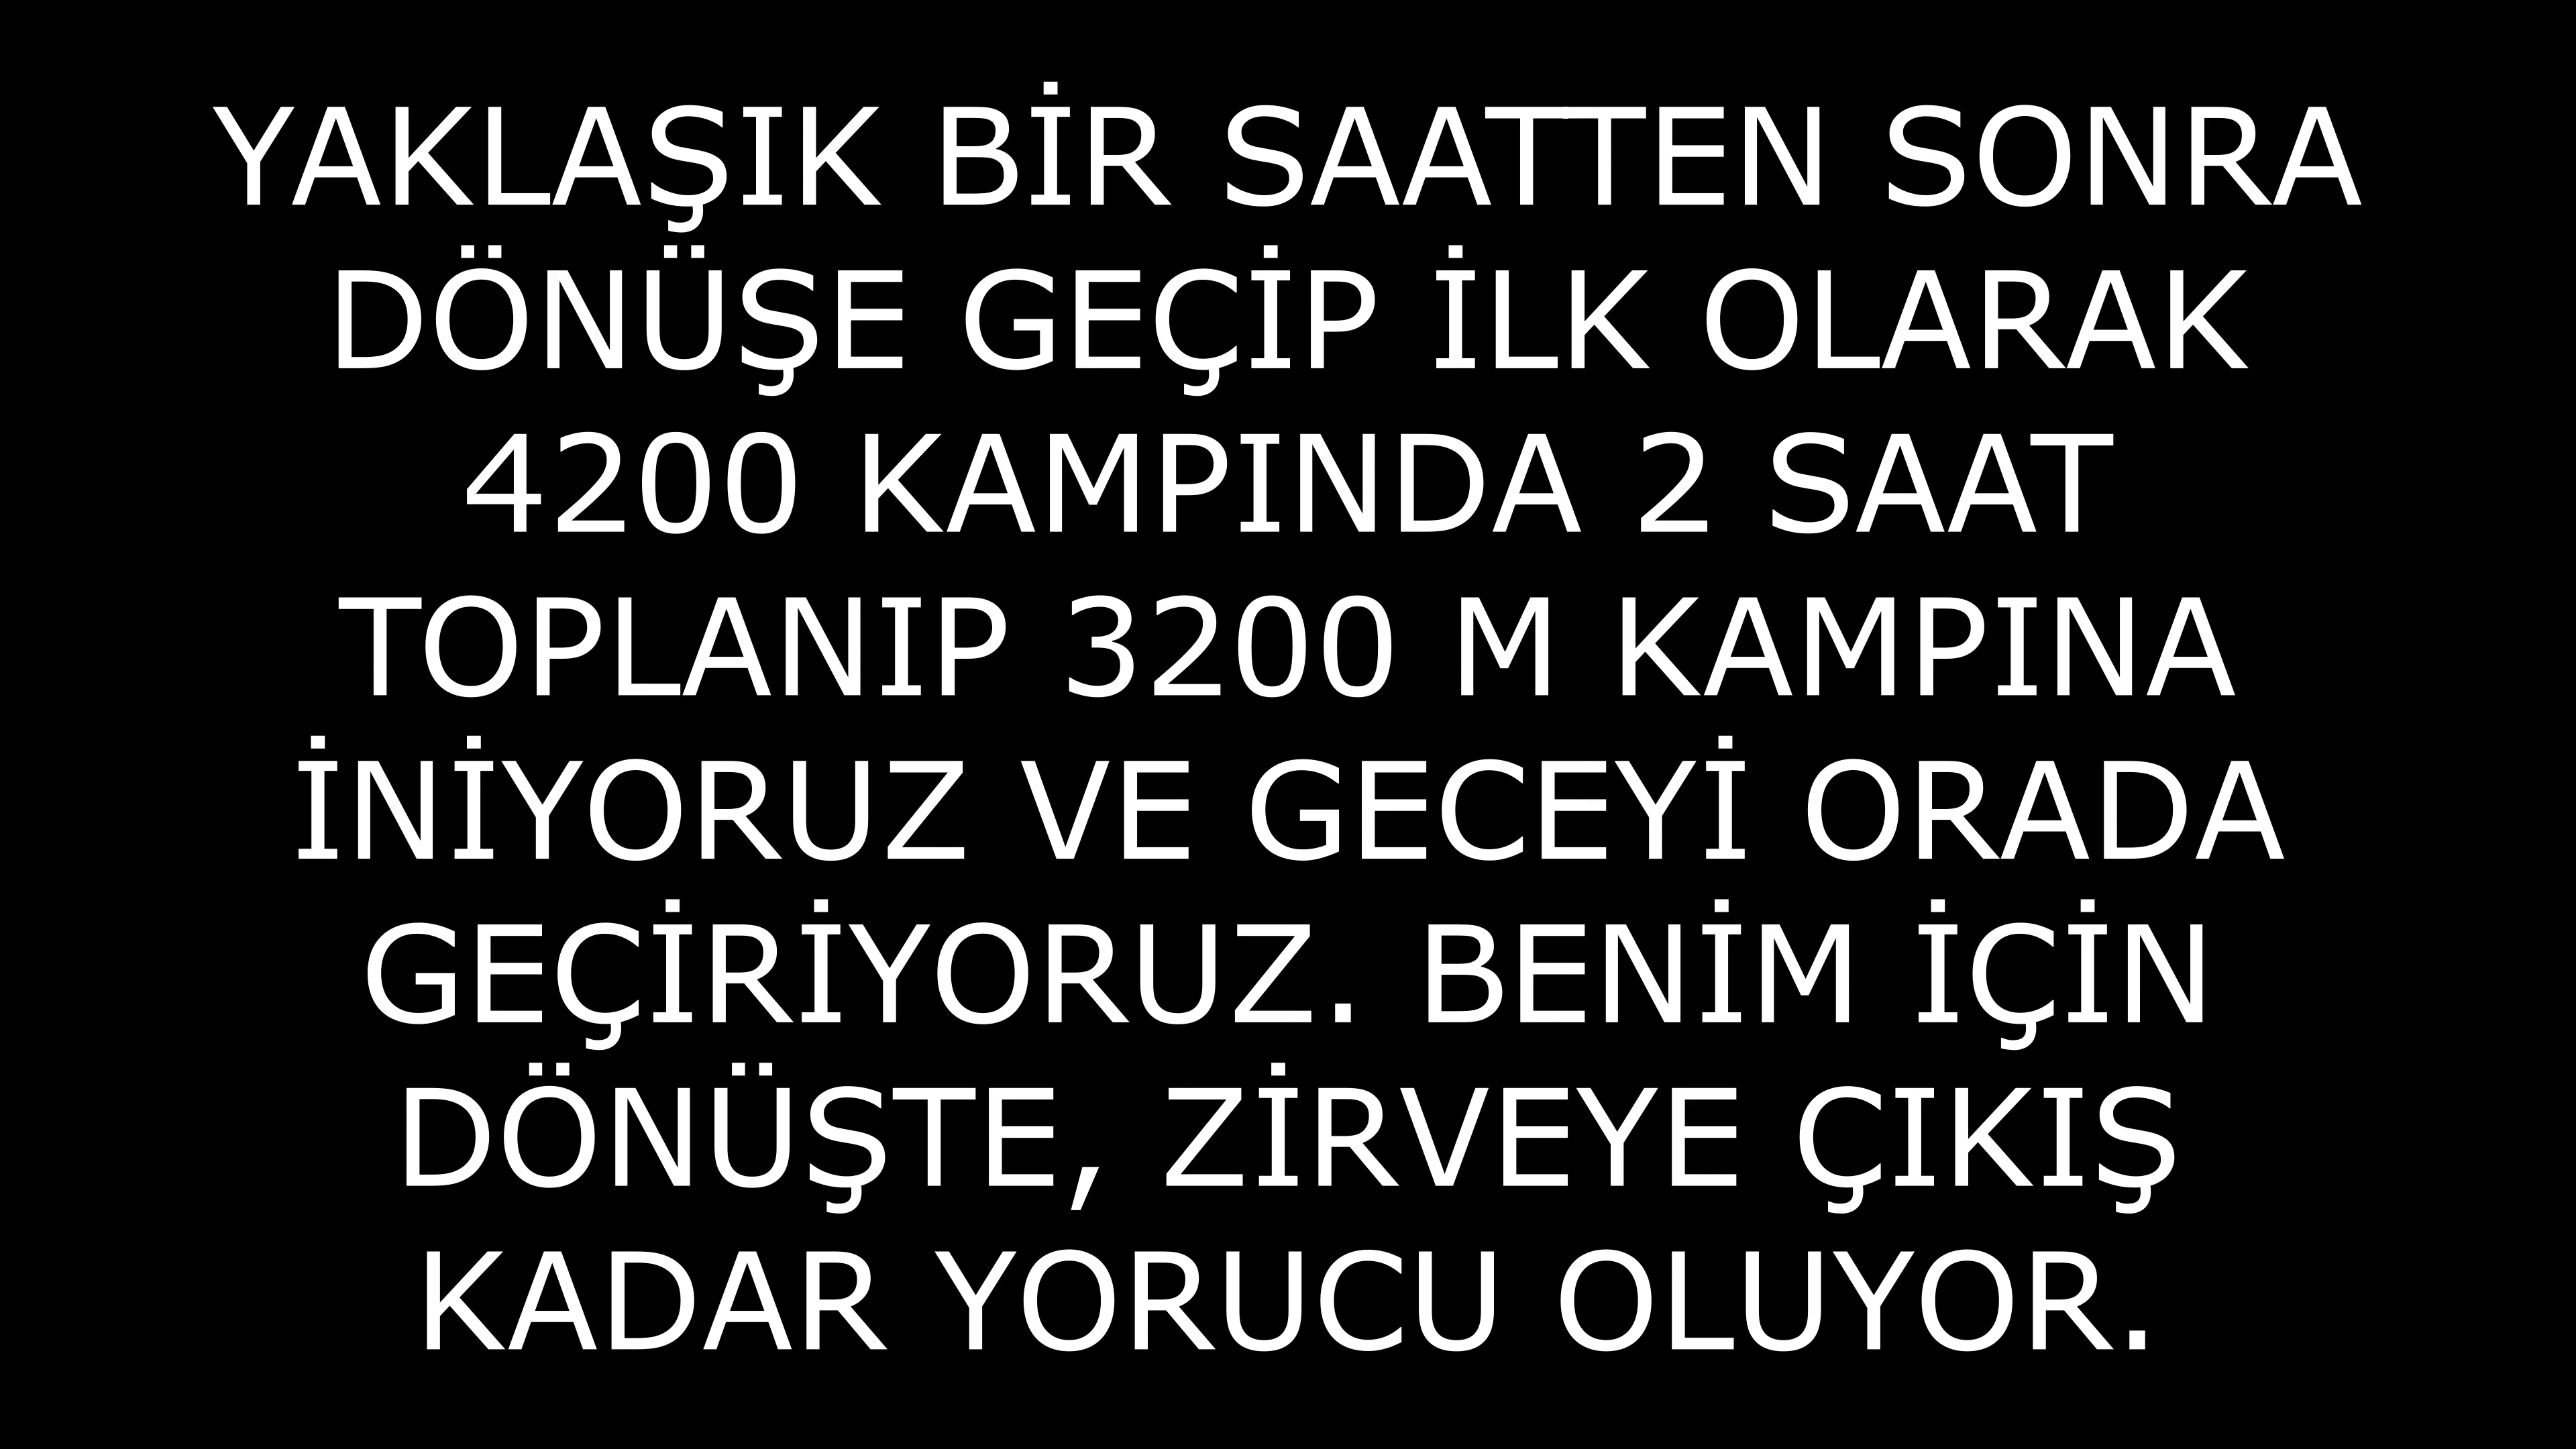 YAKLAŞIK BİR SAATTEN SONRA
DÖNÜŞE GEÇİP İLK OLARAK
4200 KAMPINDA 2 SAAT
TOPLANIP 3200 M KAMPINA
İNİYORUZ VE GECEYİ ORADA
GEÇİRİYORUZ. BENİM İÇİN
DÖNÜŞTE, ZİRVEYE ÇIKIŞ
KADAR YORUCU OLUYOR.